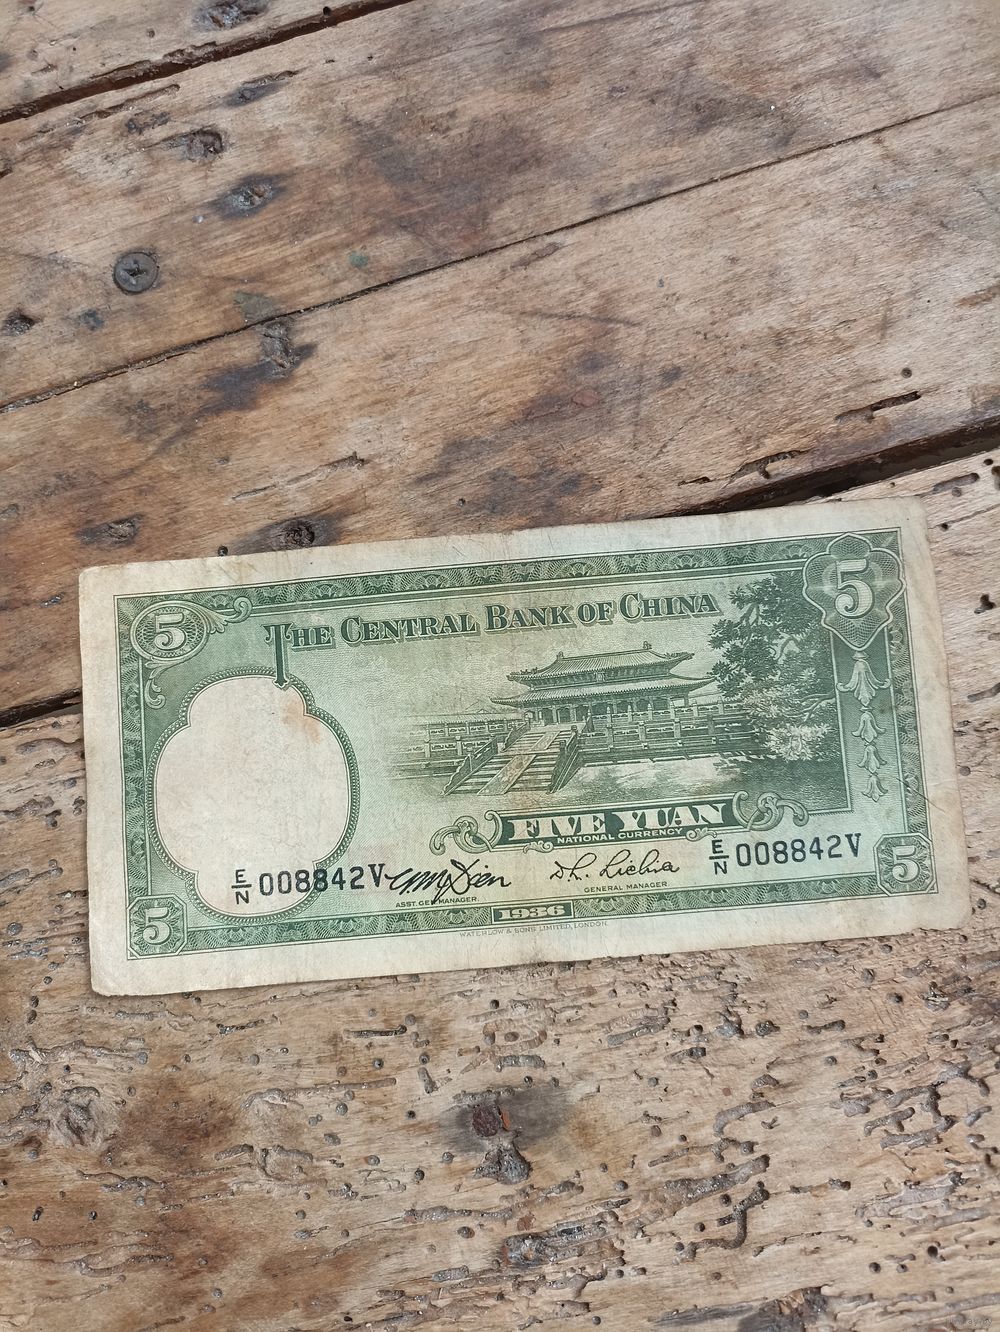 5
5
THE CENTRAL BANK OF CHINA
FIVE YUAN
NATIONAL CURRENCY
E/N 008842V
E/N 008842V
ASST. GEN. MANAGER.
GENERAL MANAGER.
5
1936
5
WATERLOW & SONS LIMITED, LONDON.